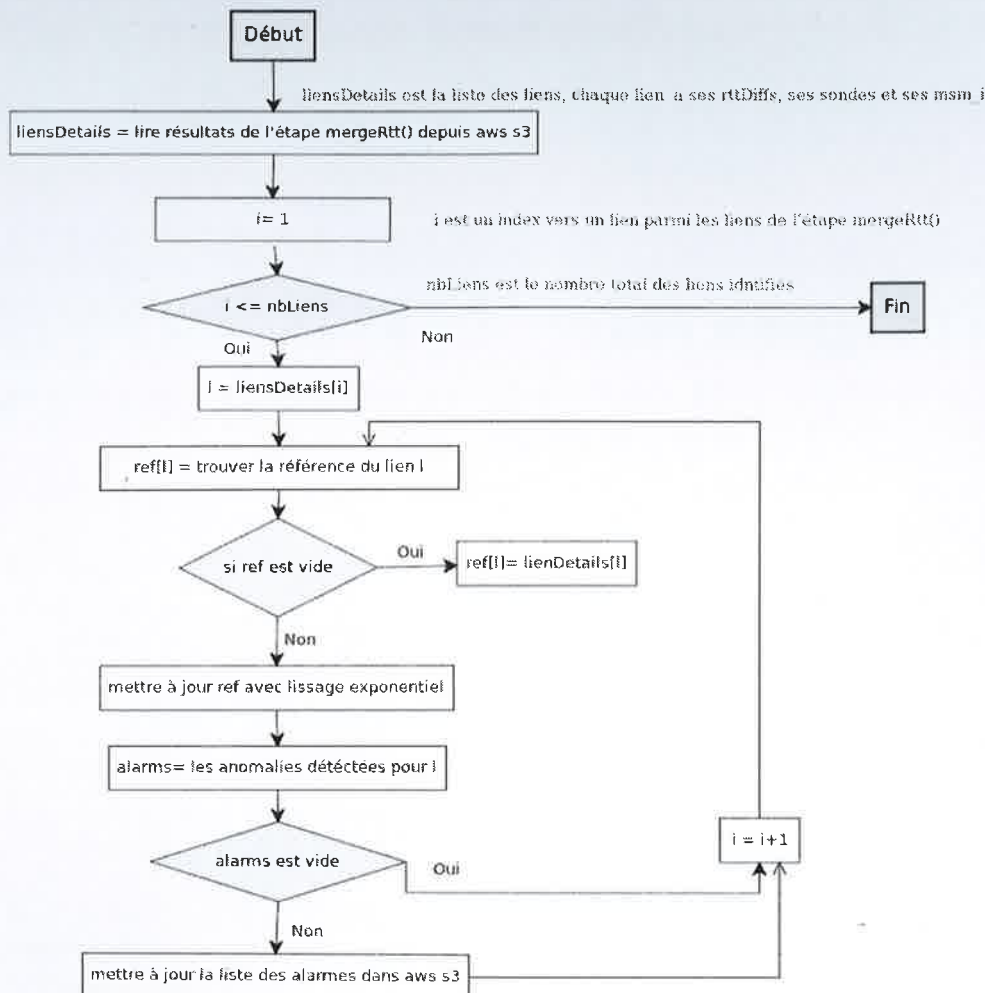 Début
liensDetails est la liste des liens, chaque lien a ses rttDiffs, ses sondes et ses msm_i
liensDetails = lire résultats de l'étape mergeRtt() depuis aws s3
i= 1
i est un index vers un lien parmi les liens de l'étape mergeRtt()
nbLiens est le nombre total des liens idntifiés
i <= nbLiens
Fin
Non
Oui
l = liensDetails[i]
ref[l] = trouver la référence du lien l
si ref est vide
Oui
ref[l]= lienDetails[l]
Non
mettre à jour ref avec lissage exponentiel
alarms= les anomalies détéctées pour l
i = i+1
alarms est vide
Oui
Non
mettre à jour la liste des alarmes dans aws s3